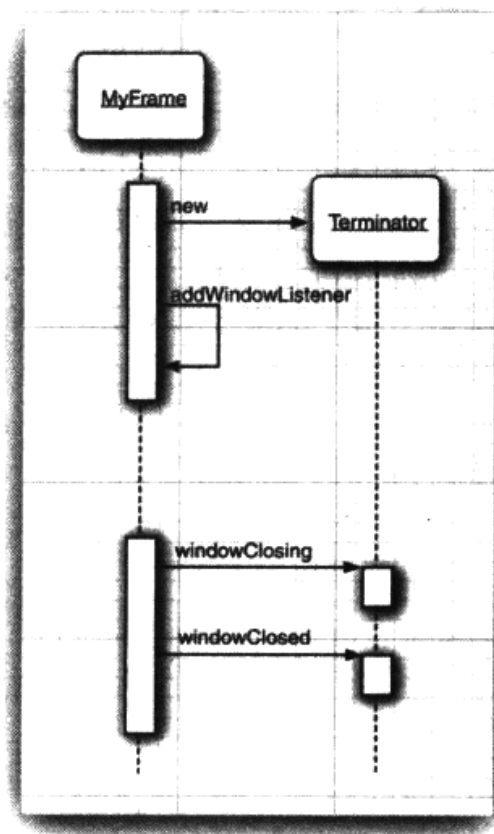 MyFrame
new
Terminator
addWindowListener
windowClosing
windowClosed